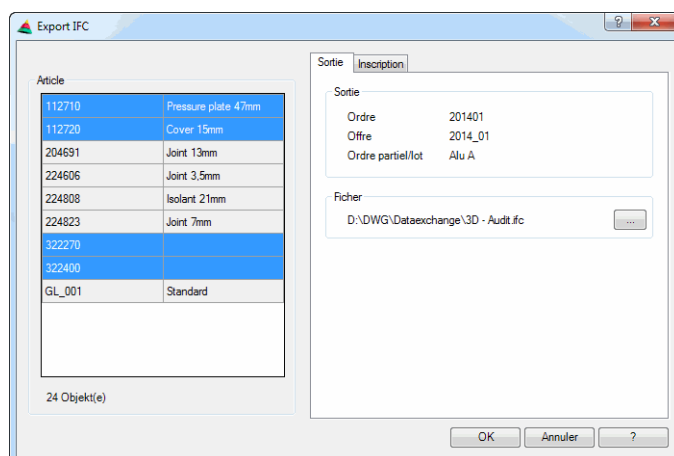 Export IFC
?
Article
112710 Pressure plate 47mm
112720 Cover 15mm
204691 Joint 13mm
224606 Joint 3,5mm
224808 Isolant 21mm
224823 Joint 7mm
322270
322400
GL_001 Standard
24 Objekt(e)
Sortie Inscription
Sortie
Ordre 201401
Offre 2014_01
Ordre partiel/lot Alu A
Ficher
D:\DWG\Dataexchange\3D - Audit.ifc ...
OK Annuler ?